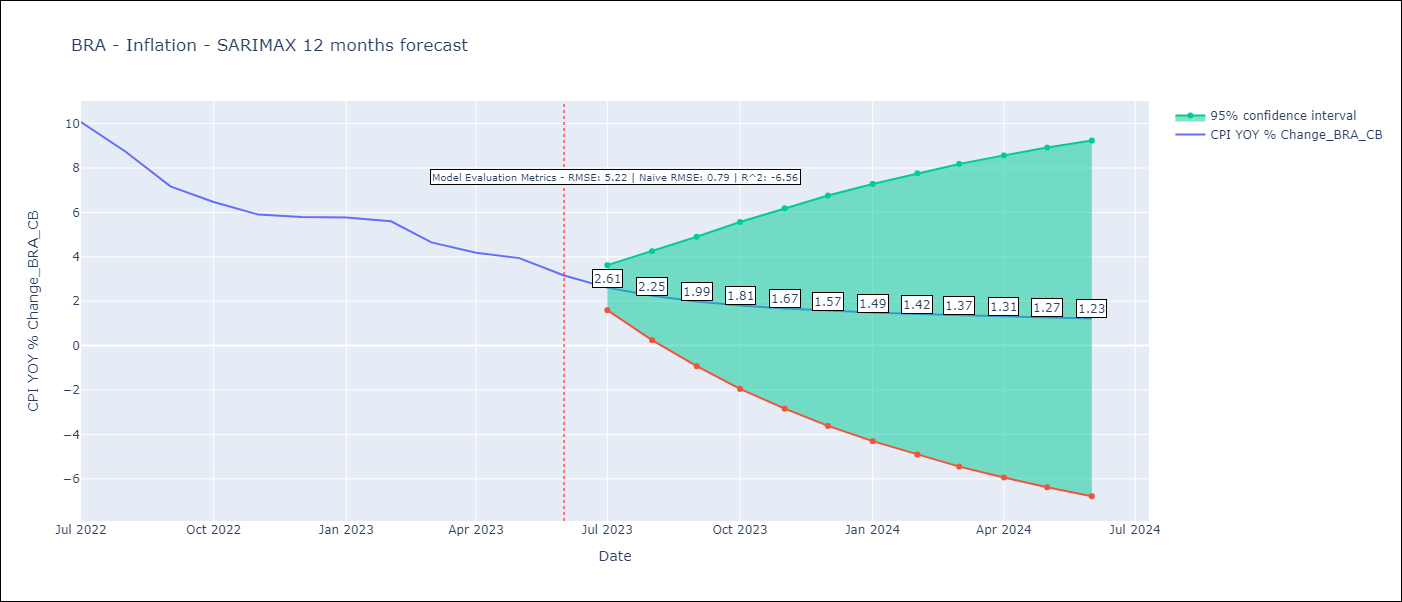 BRA - Inflation - SARIMAX 12 months forecast
95% confidence interval
CPI YOY % Change_BRA_CB
Model Evaluation Metrics - RMSE: 5.22 | Naive RMSE: 0.79 | R^2: -6.56
CPI YOY % Change_BRA_CB
10
8
6
4
2
0
−2
−4
−6
2.61
2.25
1.99
1.81
1.67
1.57
1.49
1.42
1.37
1.31
1.27
1.23
Jul 2022
Oct 2022
Jan 2023
Apr 2023
Jul 2023
Oct 2023
Jan 2024
Apr 2024
Jul 2024
Date